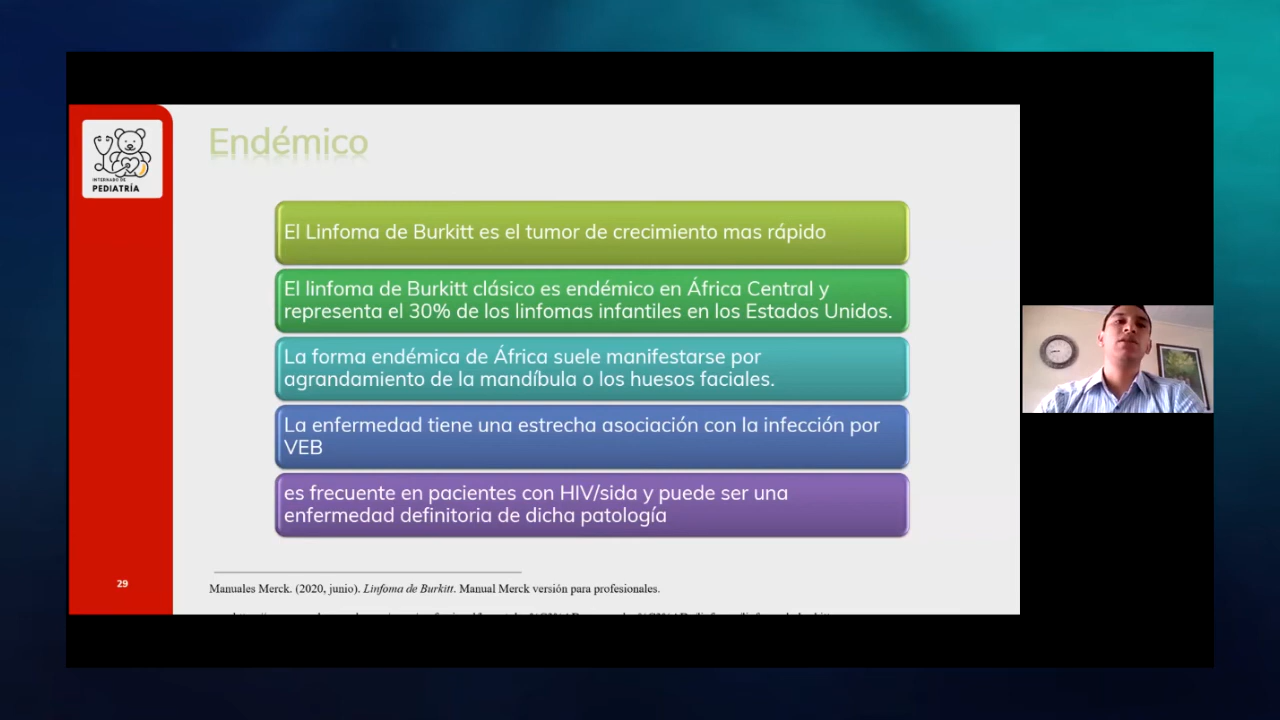 INTERNADO DE
PEDIATRÍA
Endémico
El Linfoma de Burkitt es el tumor de crecimiento mas rápido
El linfoma de Burkitt clásico es endémico en África Central y
representa el 30% de los linfomas infantiles en los Estados Unidos.
La forma endémica de África suele manifestarse por
agrandamiento de la mandíbula o los huesos faciales.
La enfermedad tiene una estrecha asociación con la infección por
VEB
es frecuente en pacientes con HIV/sida y puede ser una
enfermedad definitoria de dicha patología
29
Manuales Merck. (2020, junio). Linfoma de Burkitt. Manual Merck versión para profesionales.